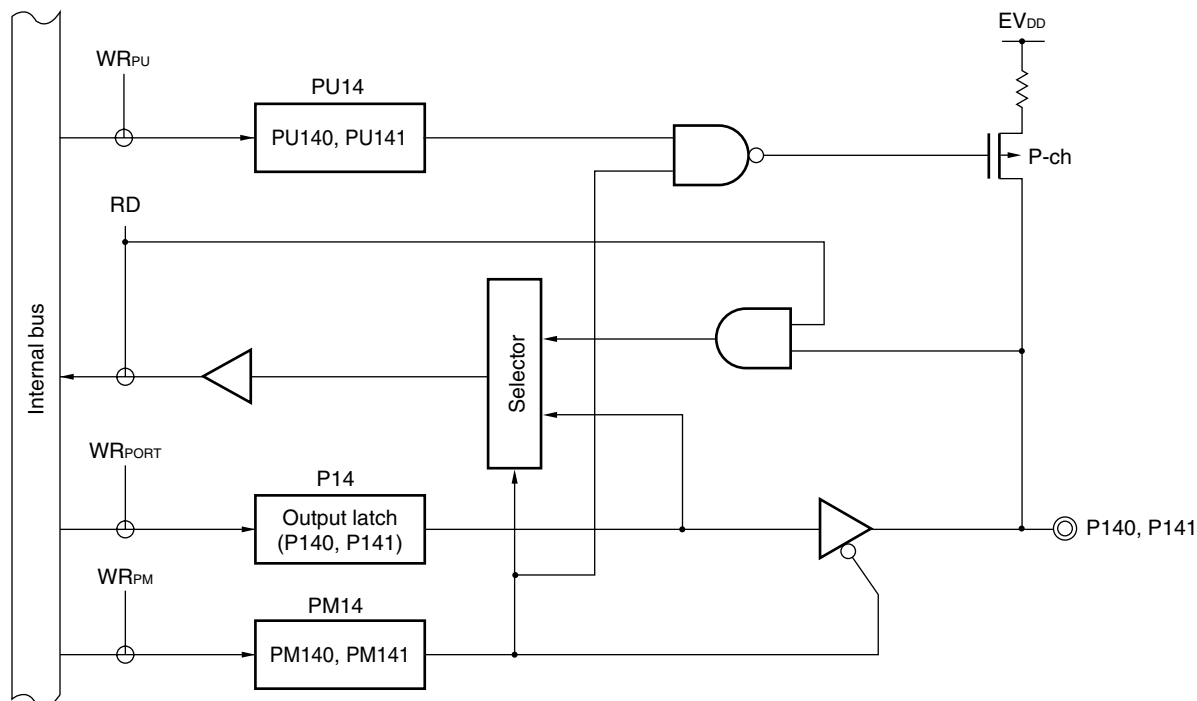 EVDD
WRPU
PU14
PU140, PU141
P-ch
RD
Internal bus
Selector
WRPORT
P14
Output latch
(P140, P141)
P140, P141
WRPM
PM14
PM140, PM141